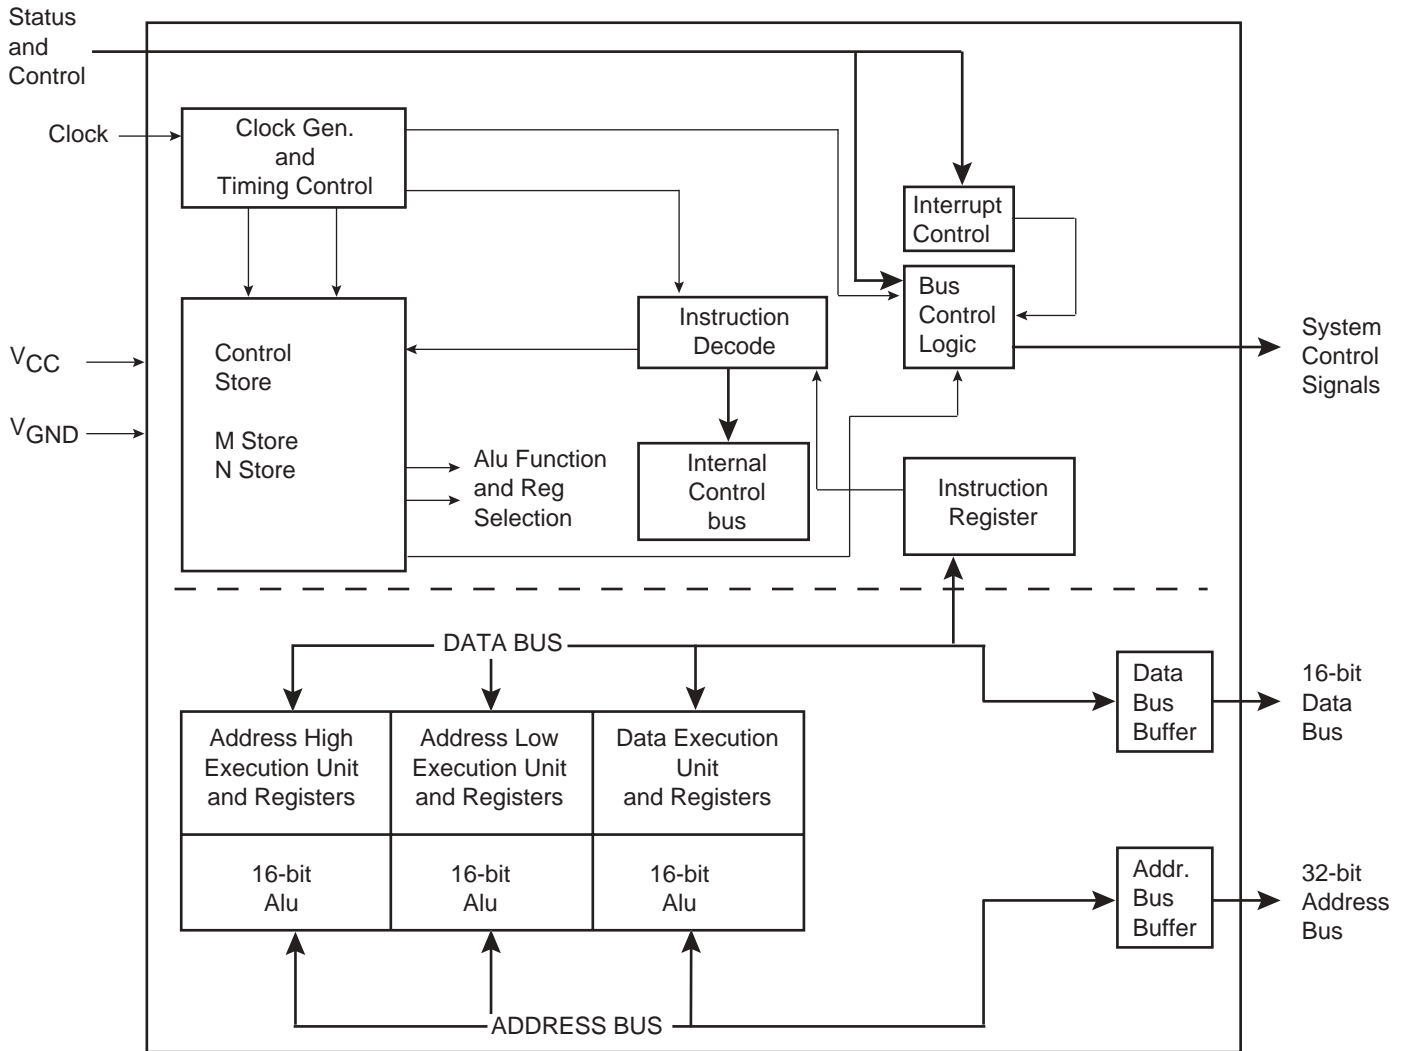 Status
and
Control
Clock
Clock Gen.
and
Timing Control
Interrupt
Control
Bus
Control
Logic
Instruction
Decode
System
Control
Signals
VCC
VGND
Control
Store
M Store
N Store
Alu Function
and Reg
Selection
Internal
Control
bus
Instruction
Register
DATA BUS
Data
Bus
Buffer
16-bit
Data
Bus
Address High
Execution Unit
and Registers
Address Low
Execution Unit
and Registers
Data Execution
Unit
and Registers
16-bit
Alu
16-bit
Alu
16-bit
Alu
Addr.
Bus
Buffer
32-bit
Address
Bus
ADDRESS BUS